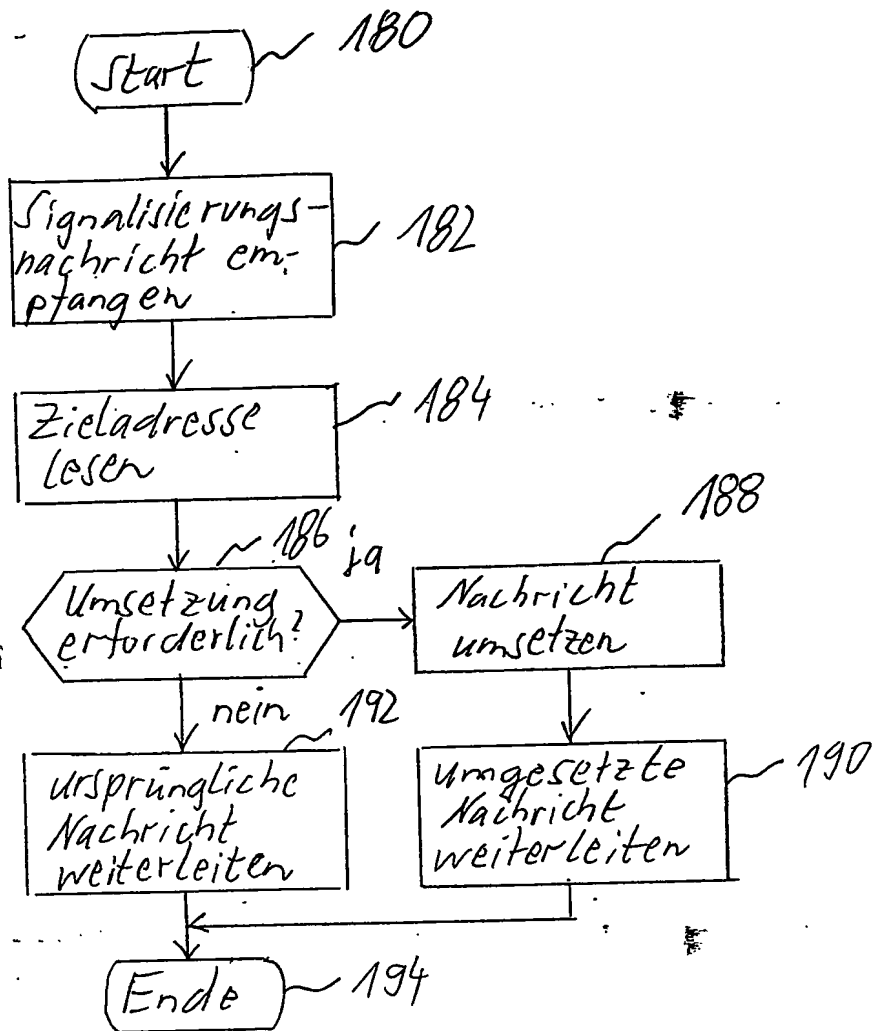 Start
180
Signalisierungs-
nachricht em-
pfangen
182
Zieladresse
lesen
184
Umsetzung
erforderlich?
186
ja
Nachricht
umsetzen
188
nein
ursprüngliche
Nachricht
weiterleiten
192
umgesetzte
Nachricht
weiterleiten
190
Ende
194